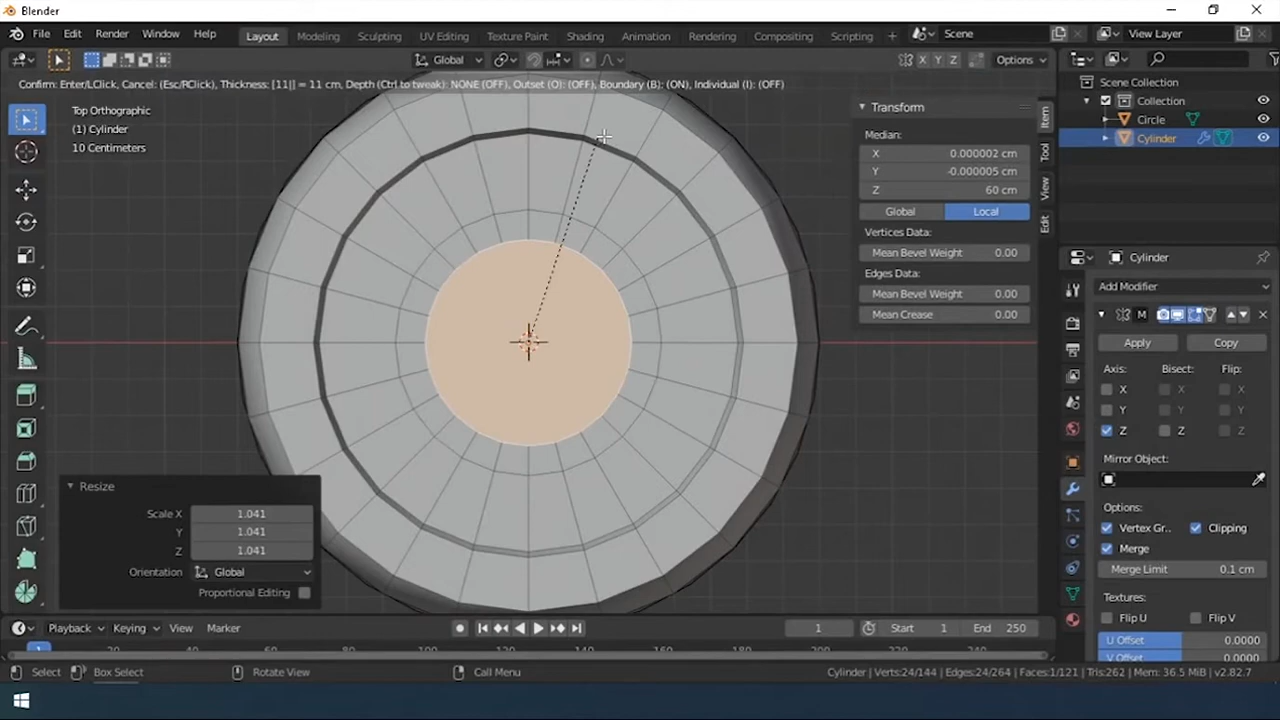 Blender
File Edit Render Window Help Layout Modeling Sculpting UV Editing Texture Paint Shading Animation Rendering Compositing Scripting + Scene View Layer
Global X Y Z Options
Confirm: Enter/LClick, Cancel: (Esc/RClick), Thickness: [11|] = 11 cm, Depth (Ctrl to tweak): NONE (OFF), Outset (O): (OFF), Boundary (B): (ON), Individual (I): (OFF)
Scene Collection
Collection
Circle
Cylinder
Top Orthographic
(1) Cylinder
10 Centimeters
Transform
Median:
X 0.000002 cm
Y -0.000005 cm
Z 60 cm
Global Local
Vertices Data:
Mean Bevel Weight 0.00
Edges Data:
Mean Bevel Weight 0.00
Mean Crease 0.00
Item
Tool
View
Edit
Cylinder
Add Modifier
M
Apply Copy
Axis: Bisect: Flip:
X X X
Y Y Y
Z Z Z
Mirror Object:
Options:
Vertex Gr.. Clipping
Merge
Merge Limit 0.1 cm
Textures:
Flip U Flip V
U Offset 0.0000
V Offset 0.0000
Resize
Scale X 1.041
Y 1.041
Z 1.041
Orientation Global
Proportional Editing
Playback Keying View Marker 1 Start 1 End 250
1
Select Box Select Rotate View Call Menu Cylinder | Verts:24/144 | Edges:24/264 | Faces:1/121 | Tris:262 | Mem: 36.5 MiB | v2.82.7